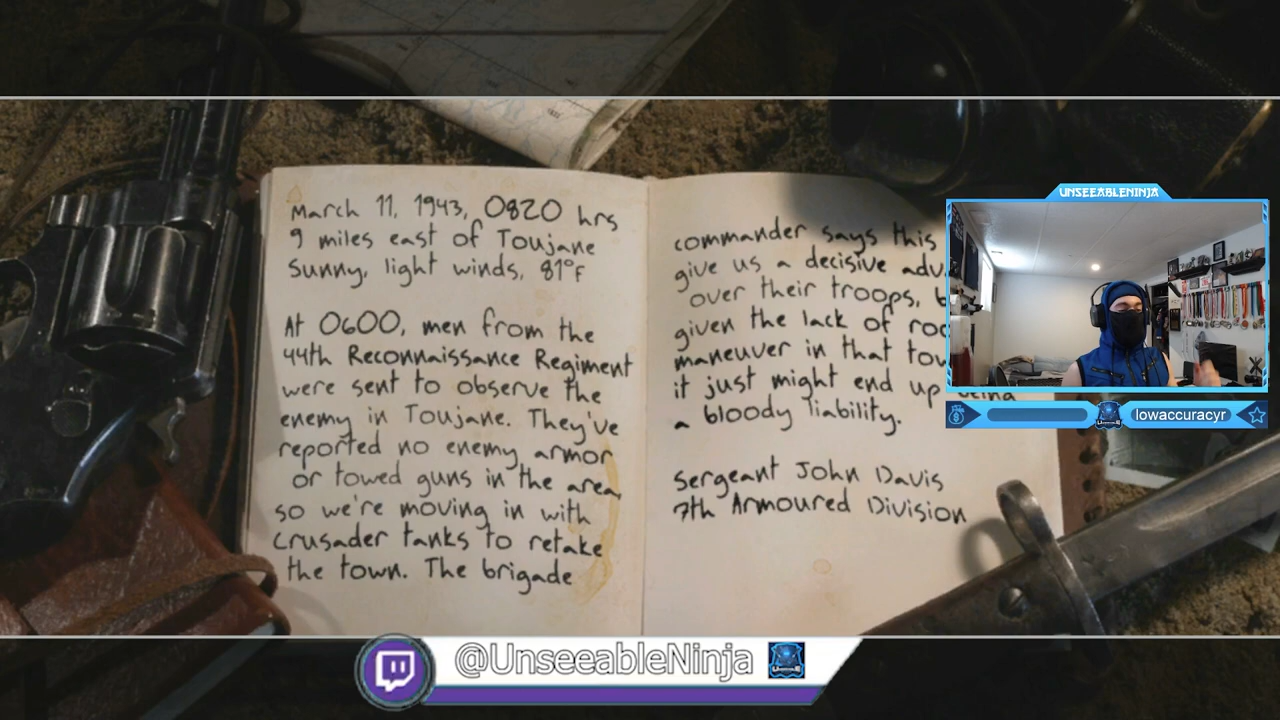 March 11, 1943, 0820 hrs
9 miles east of Toujane
Sunny, light winds, 81°F
At 0600, men from the
44th Reconnaissance Regiment
were sent to observe the
enemy in Toujane. They've
reported no enemy armor
or towed guns in the area
so we're moving in with
Crusader tanks to retake
the town. The brigade
commander says this
give us a decisive
over their troops,
given the lack of
maneuver in that
it just might end up being
a bloody liability.
Sergeant John Davis
7th Armoured Division
UNSEEABLENINJA
lowaccuracyr
@UnseeableNinja